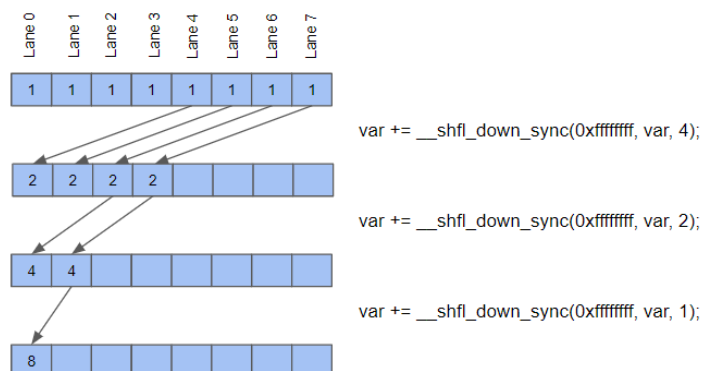 Lane 0 Lane 1 Lane 2 Lane 3 Lane 4 Lane 5 Lane 6 Lane 7
1 1 1 1 1 1 1 1
var += __shfl_down_sync(0xffffffff, var, 4);
2 2 2 2
var += __shfl_down_sync(0xffffffff, var, 2);
4 4
var += __shfl_down_sync(0xffffffff, var, 1);
8